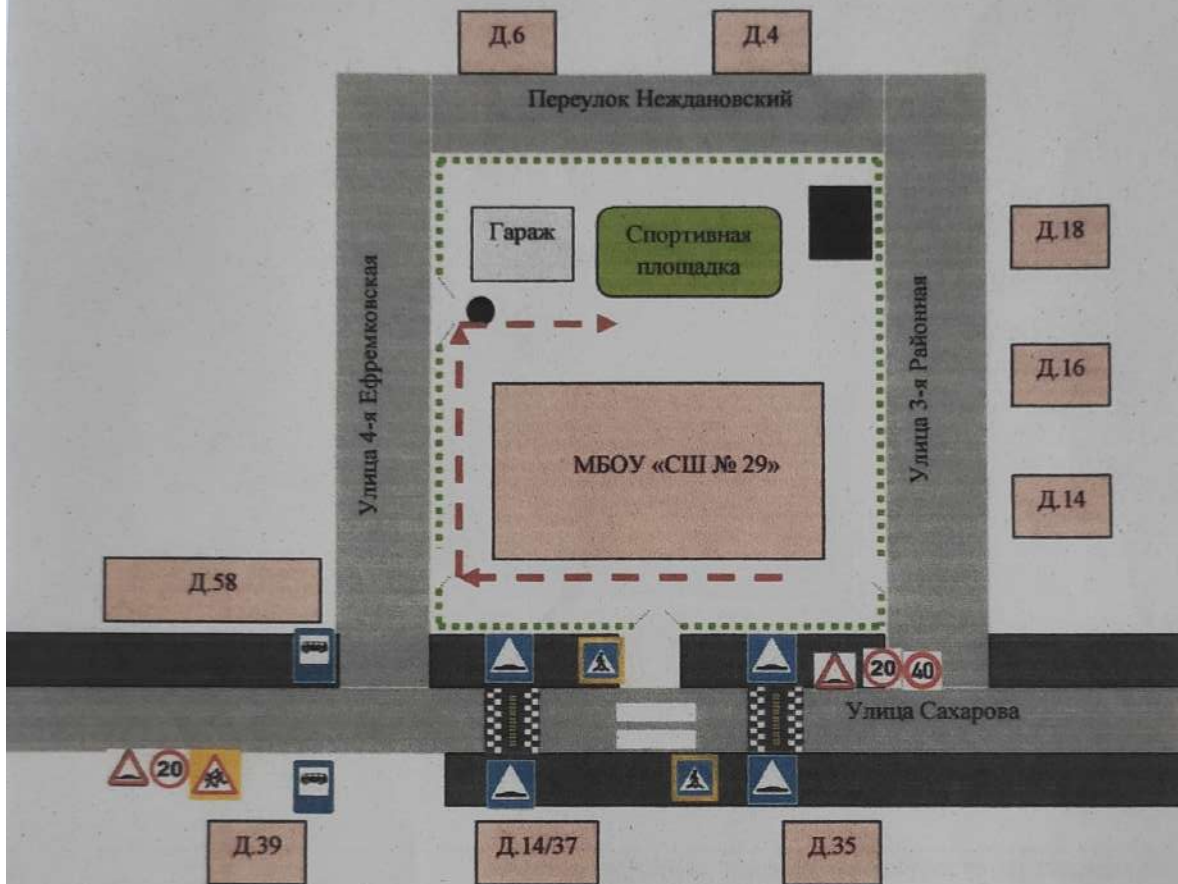 Д.6
Д.4
Переулок Неждановский
Гараж
Спортивная
площадка
Д.18
Улица 4-я Ефремковская
Улица 3-я Районная
Д.16
МБОУ «СШ № 29»
Д.14
Д.58
20
40
Улица Сахарова
20
Д.39
Д.14/37
Д.35